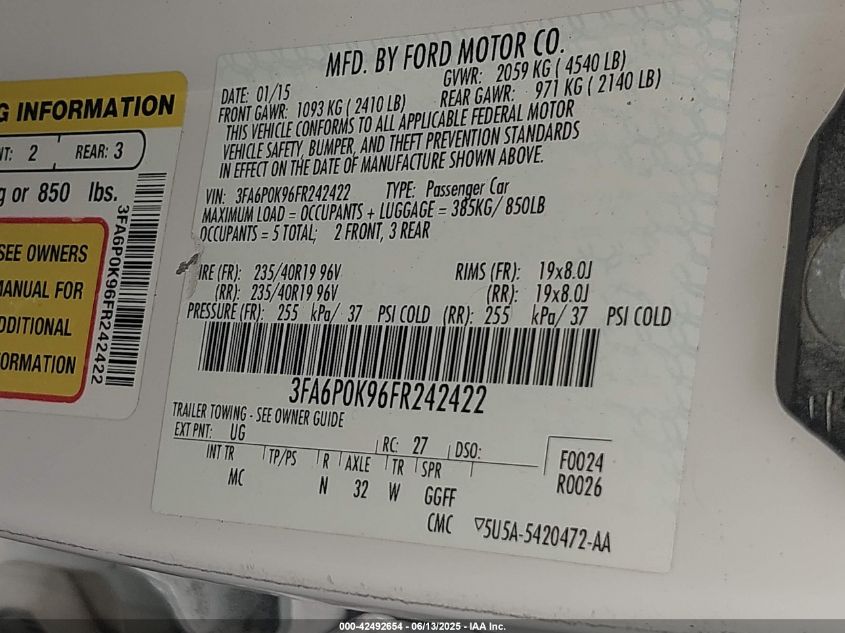 G INFORMATION
NT: 2 REAR: 3
g or 850 lbs.
SEE OWNERS
MANUAL FOR
DDITIONAL
FORMATION
3FA6P0K96FR242422
MFD. BY FORD MOTOR CO.
DATE: 01/15 GVWR: 2059 KG ( 4540 LB)
FRONT GAWR: 1093 KG ( 2410 LB) REAR GAWR: 971 KG ( 2140 LB)
THIS VEHICLE CONFORMS TO ALL APPLICABLE FEDERAL MOTOR
VEHICLE SAFETY, BUMPER, AND THEFT PREVENTION STANDARDS
IN EFFECT ON THE DATE OF MANUFACTURE SHOWN ABOVE.
VIN: 3FA6P0K96FR242422 TYPE: Passenger Car
MAXIMUM LOAD = OCCUPANTS + LUGGAGE = 385KG/ 850LB
OCCUPANTS = 5 TOTAL; 2 FRONT, 3 REAR
IRE (FR): 235/40R19 96V RIMS (FR): 19x8.0J
(RR): 235/40R19 96V (RR): 19x8.0J
PRESSURE (FR): 255 kPa/ 37 PSI COLD (RR): 255 kPa/ 37 PSI COLD
3FA6P0K96FR242422
TRAILER TOWING - SEE OWNER GUIDE
EXT PNT: UG RC: 27 DSO:
INT TR TP/PS R AXLE TR SPR F0024
MC N 32 W GGFF R0026
CMC ▽5U5A-5420472-AA
000-42492654 - 06/13/2025 - IAA Inc.